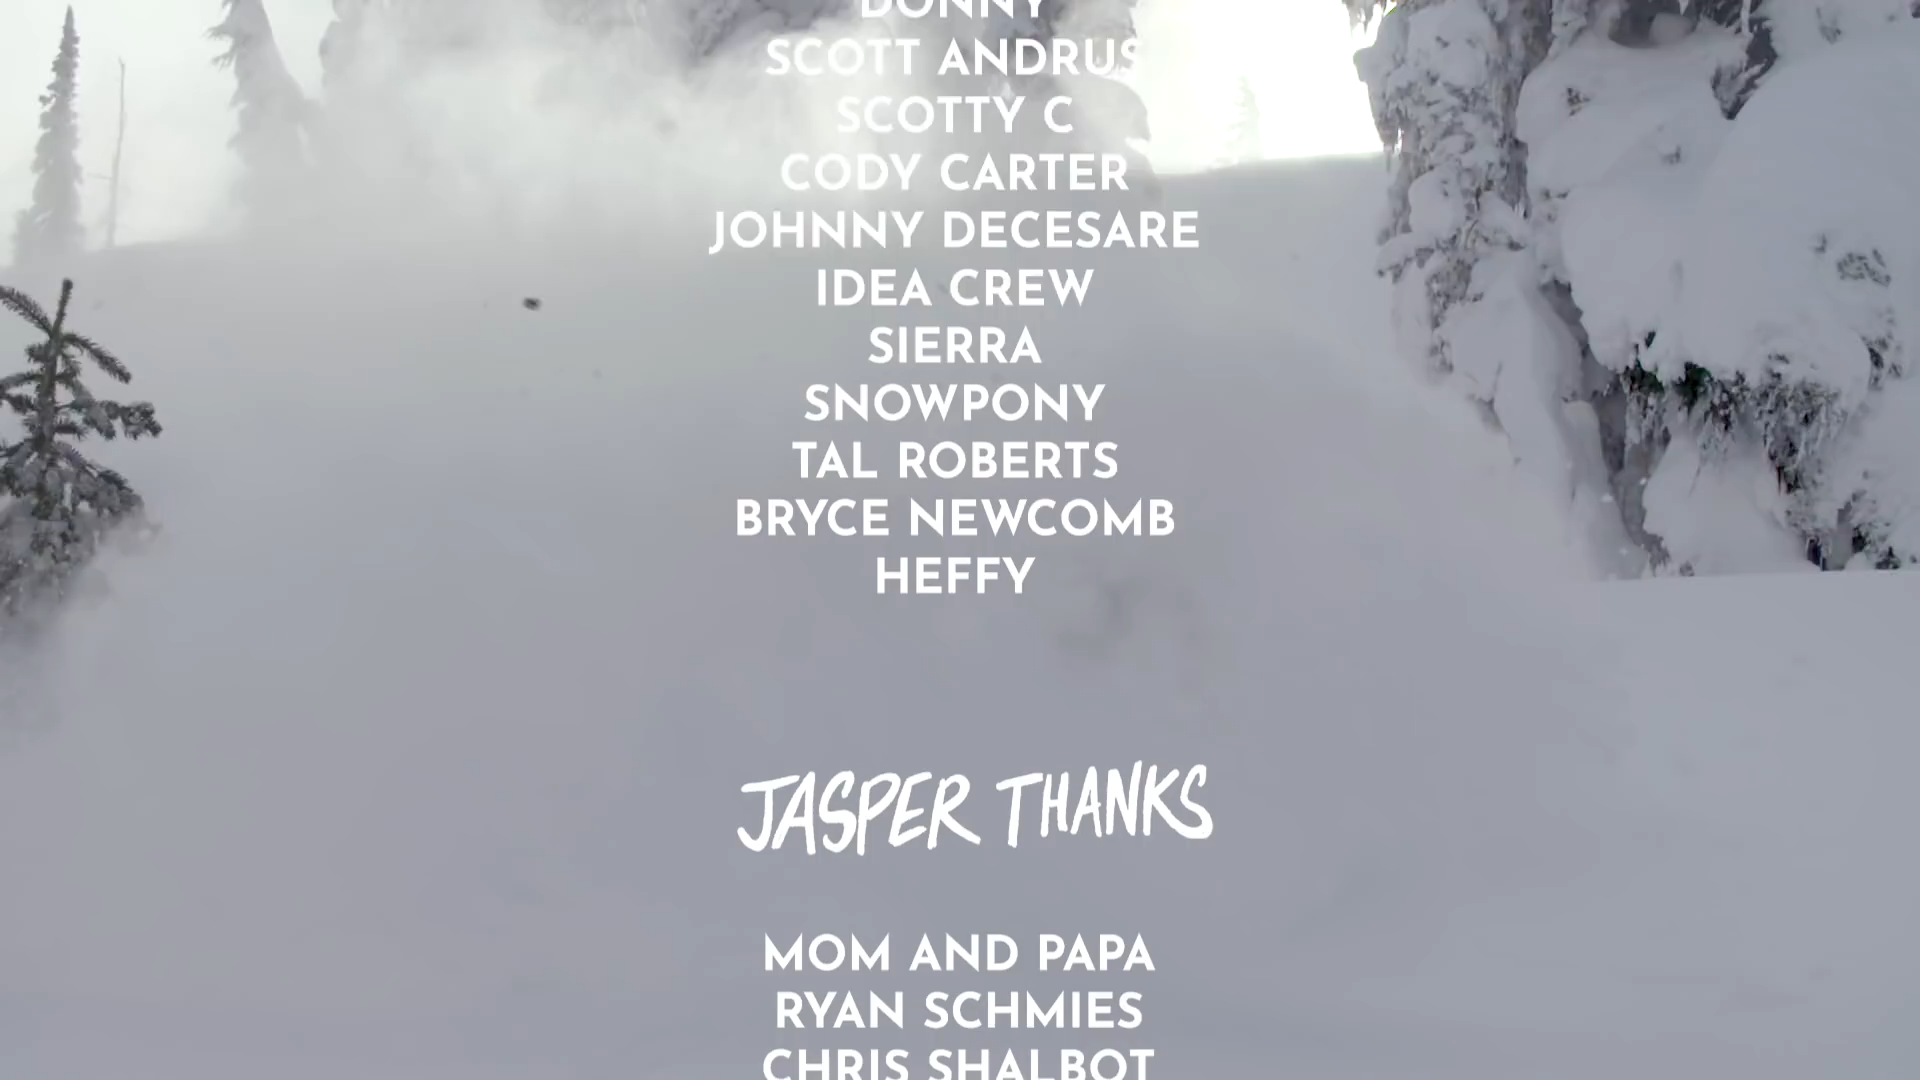 DONNY
SCOTT ANDRUS
SCOTTY C
CODY CARTER
JOHNNY DECESARE
IDEA CREW
SIERRA
SNOWPONY
TAL ROBERTS
BRYCE NEWCOMB
HEFFY
JASPER THANKS
MOM AND PAPA
RYAN SCHMIES
CHRIS SHALBOT